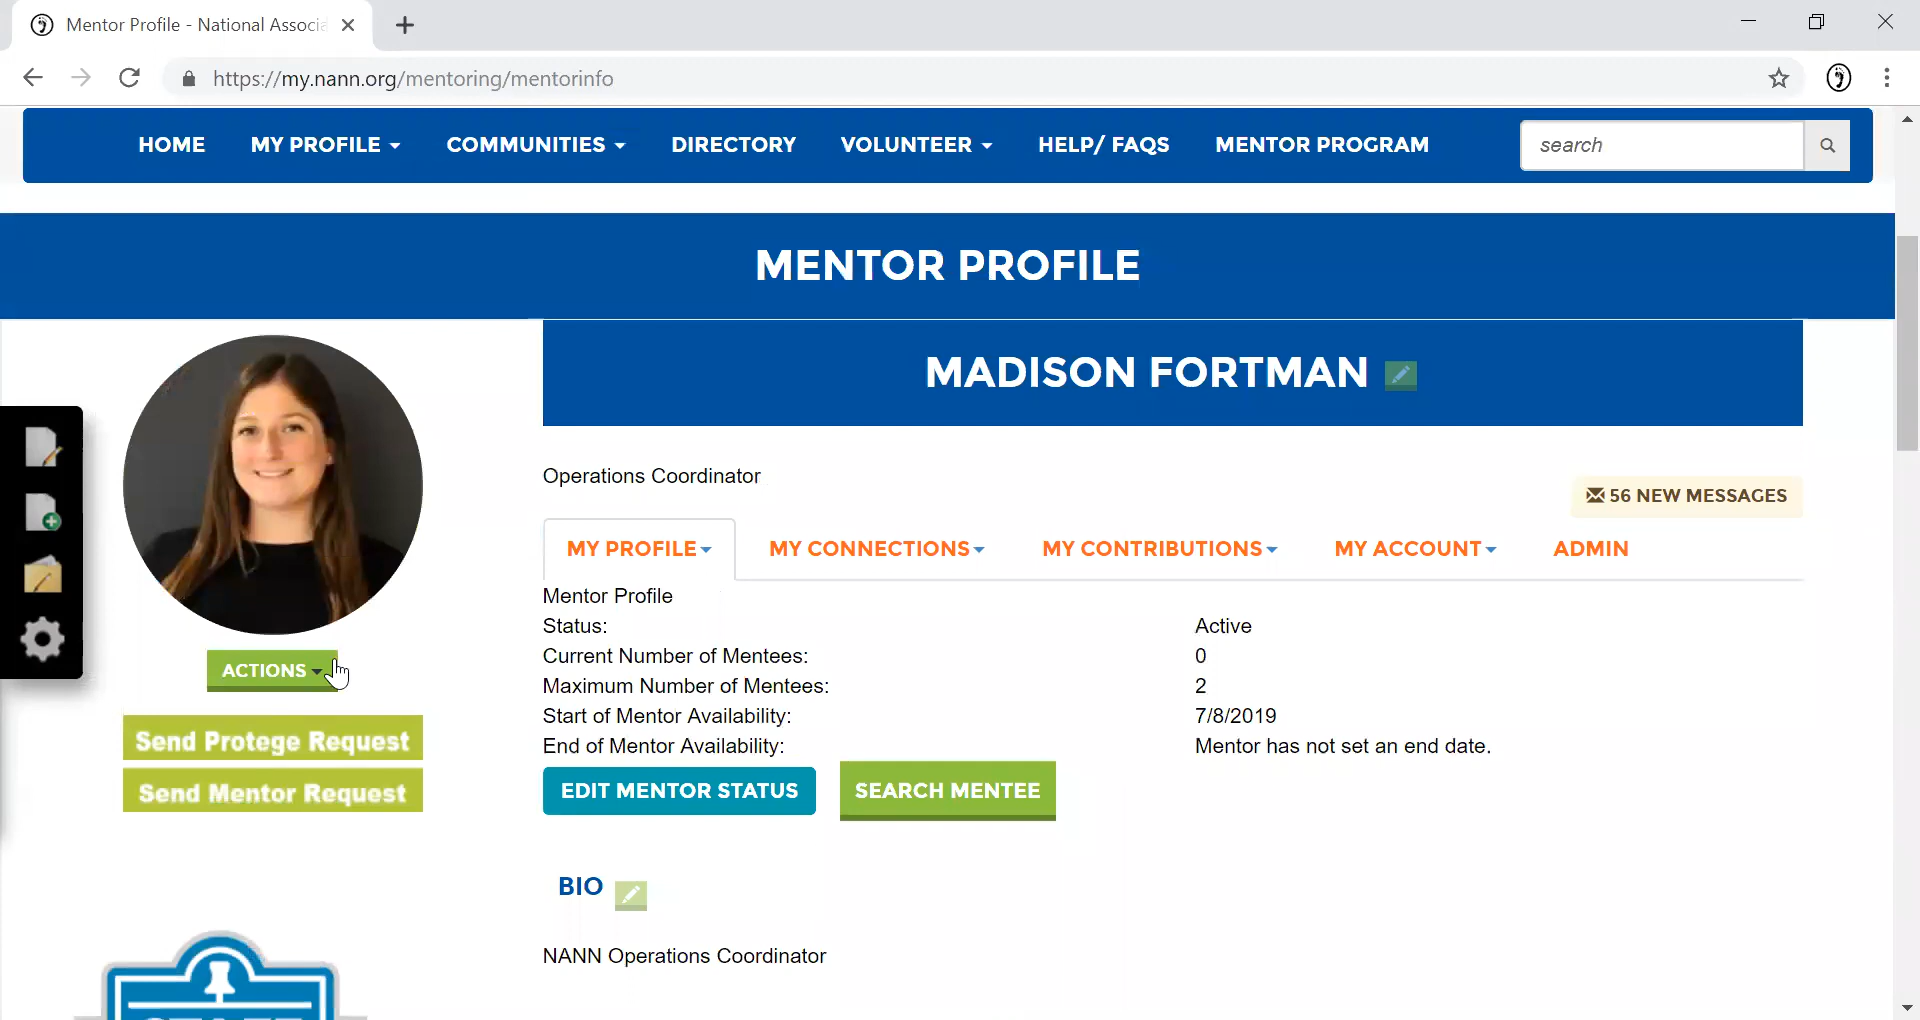 Mentor Profile - National Associa
https://my.nann.org/mentoring/mentorinfo
HOME MY PROFILE COMMUNITIES DIRECTORY VOLUNTEER HELP/ FAQS MENTOR PROGRAM search
MENTOR PROFILE
MADISON FORTMAN
Operations Coordinator
56 NEW MESSAGES
MY PROFILE MY CONNECTIONS MY CONTRIBUTIONS MY ACCOUNT ADMIN
Mentor Profile
Status: Active
Current Number of Mentees: 0
Maximum Number of Mentees: 2
Start of Mentor Availability: 7/8/2019
End of Mentor Availability: Mentor has not set an end date.
ACTIONS
Send Protege Request
Send Mentor Request
EDIT MENTOR STATUS SEARCH MENTEE
BIO
NANN Operations Coordinator